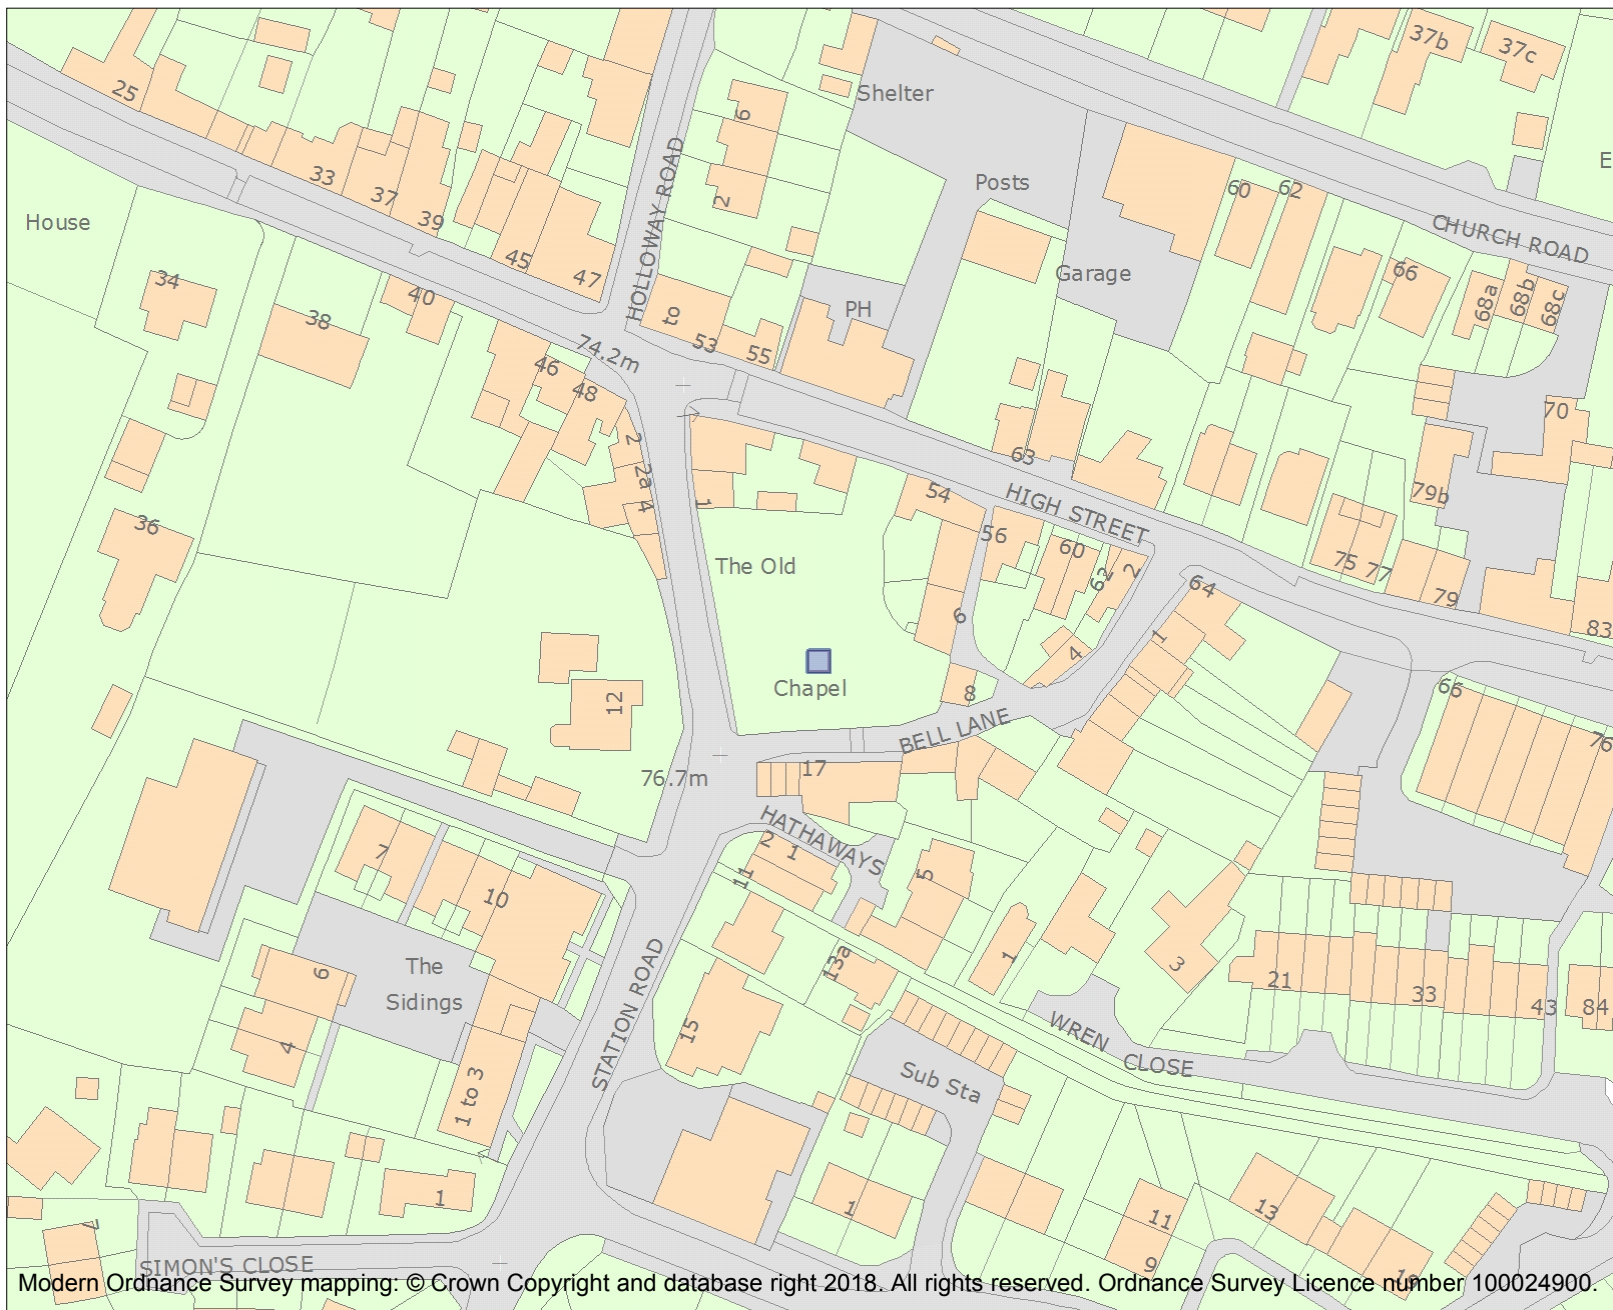 37b
37c
25
Shelter
6
E
33
37
39
Posts
60
62
2
HOLLOWAY ROAD
CHURCH ROAD
House
45
47
Garage
66
34
40
38
to
53
55
PH
68a
68b
68c
74.2m
46
48
70
2
2a
4
63
1
54
HIGH STREET
79b
36
56
60
62
2
75
77
79
The Old
64
83
6
1
4
Chapel
8
66
12
BELL LANE
76
76.7m
17
HATHAWAYS
2
1
11
5
7
10
13a
1
3
21
33
43
84
The
Sidings
6
STATION ROAD
15
4
WREN CLOSE
Sub Sta
1 to 3
1
1
13
11
9
7
SIMON'S CLOSE
Modern Ordnance Survey mapping: © Crown Copyright and database right 2018. All rights reserved. Ordnance Survey Licence number 100024900.